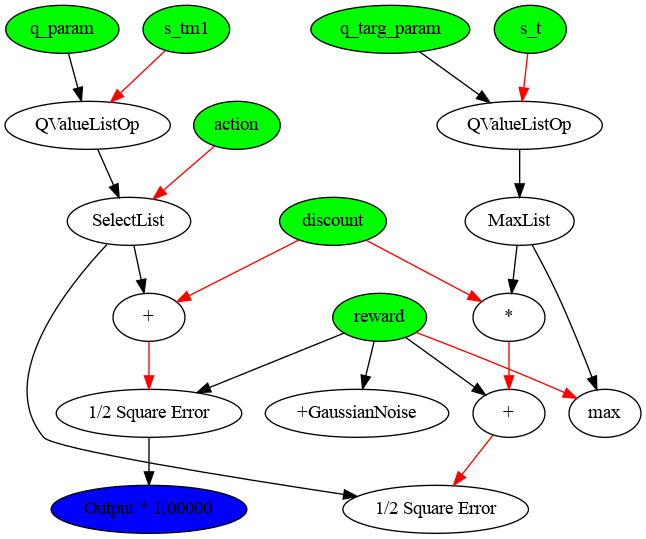 q_param
s_tm1
q_targ_param
s_t
QValueListOp
action
QValueListOp
SelectList
discount
MaxList
+
reward
*
1/2 Square Error
+GaussianNoise
+
max
Output * 1.00000
1/2 Square Error